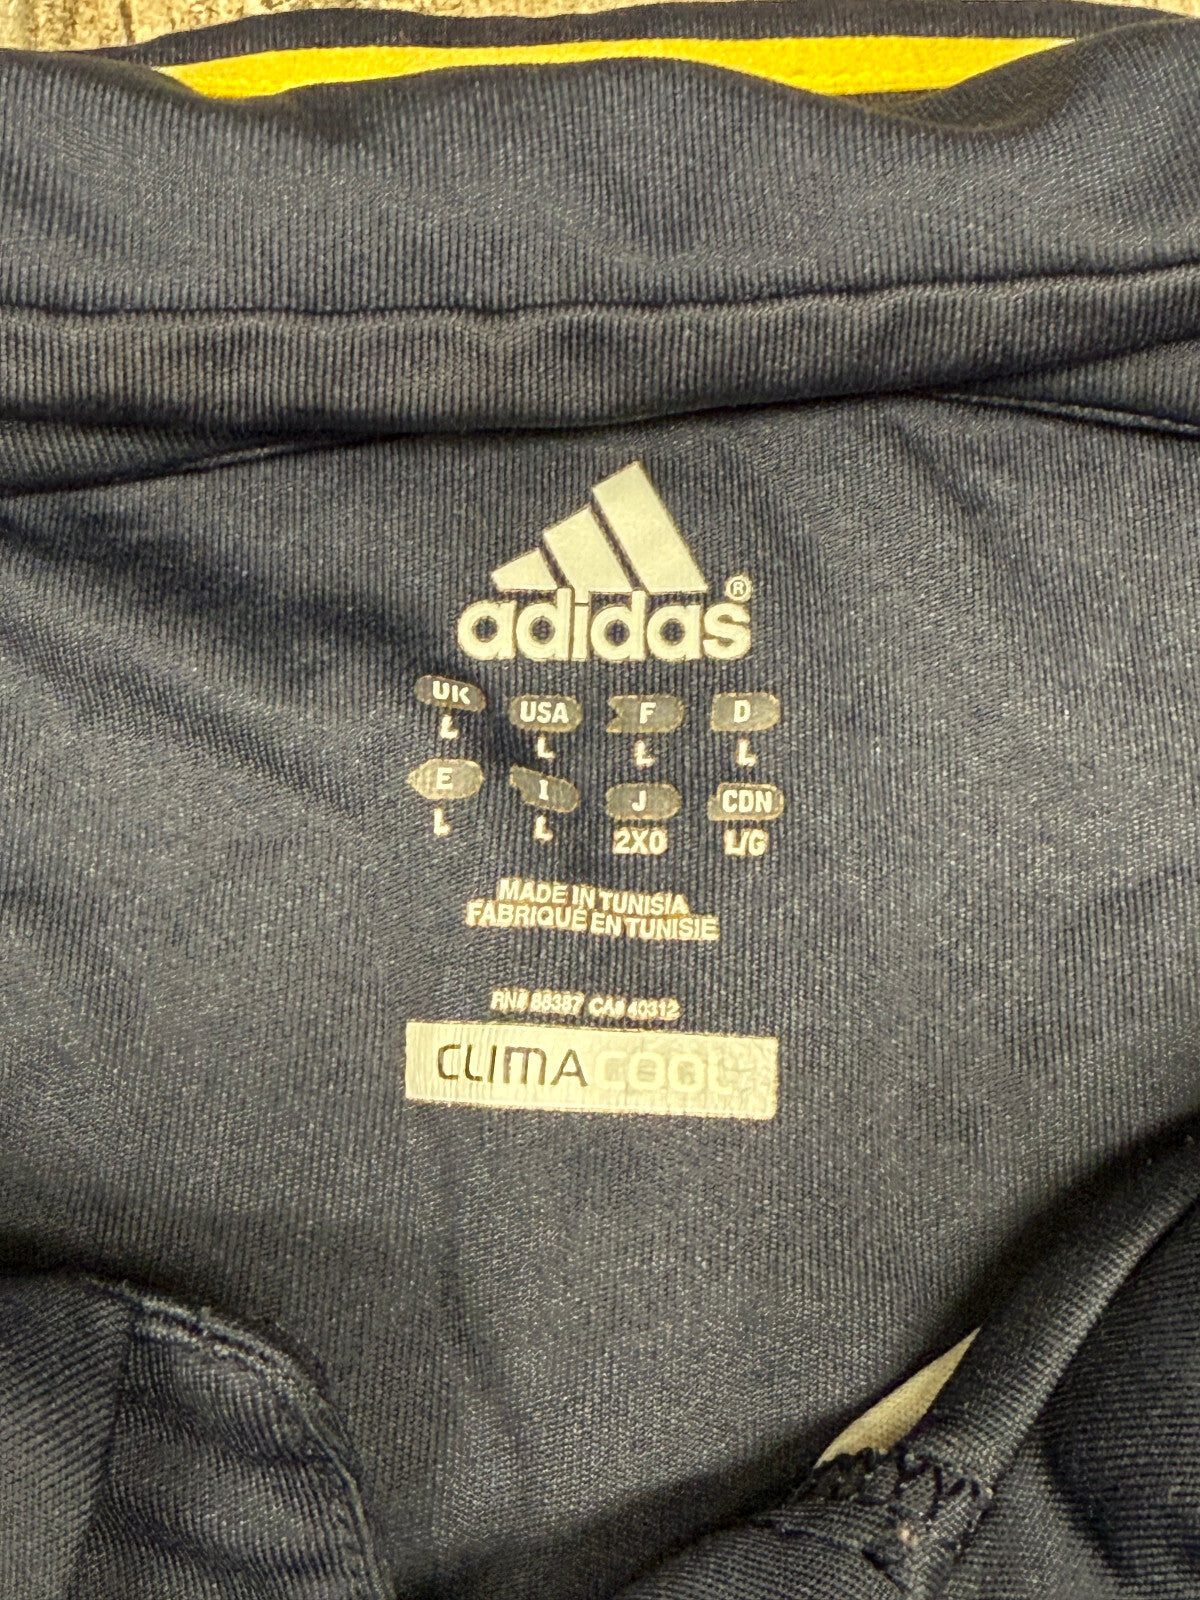 adidas®
UK USA F D
L L L L
E I J CDN
L L 2XO L/G
MADE IN TUNISIA
FABRIQUÉ EN TUNISIE
RN# 88387 CA# 40312
CLIMACOOL